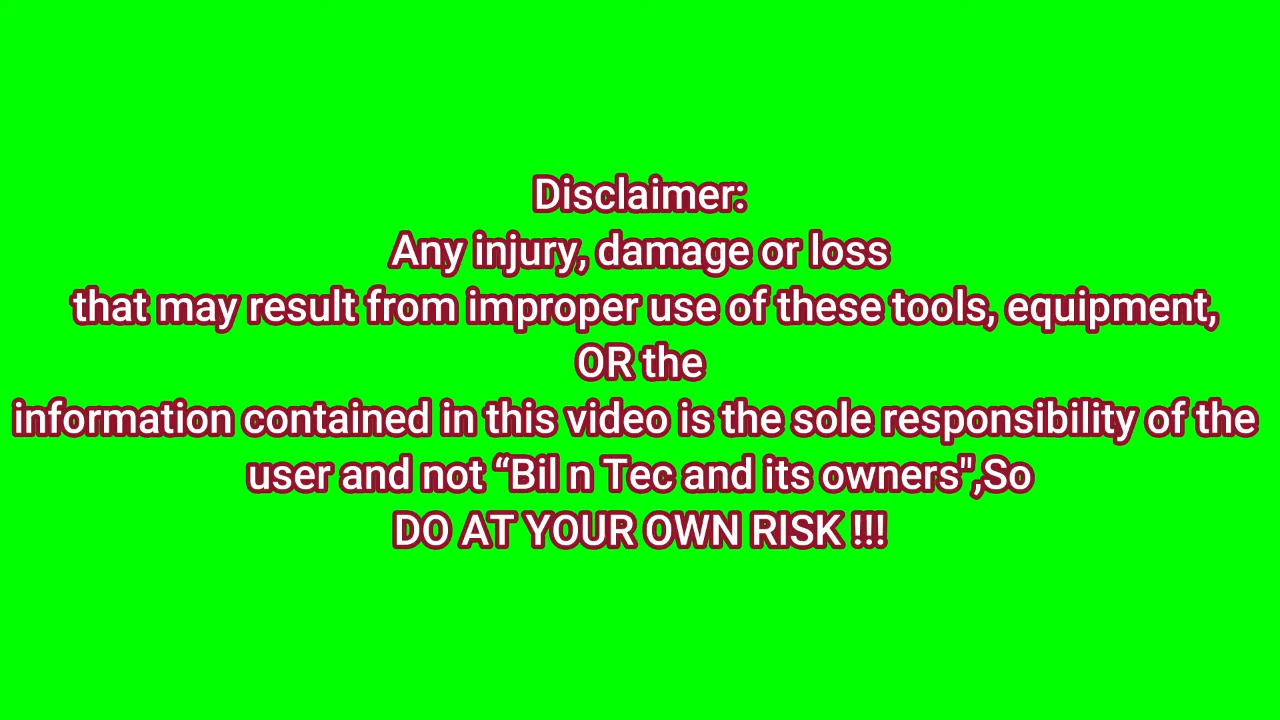 Disclaimer:
Any injury, damage or loss
that may result from improper use of these tools, equipment,
OR the
information contained in this video is the sole responsibility of the
user and not “Bil n Tec and its owners",So
DO AT YOUR OWN RISK !!!